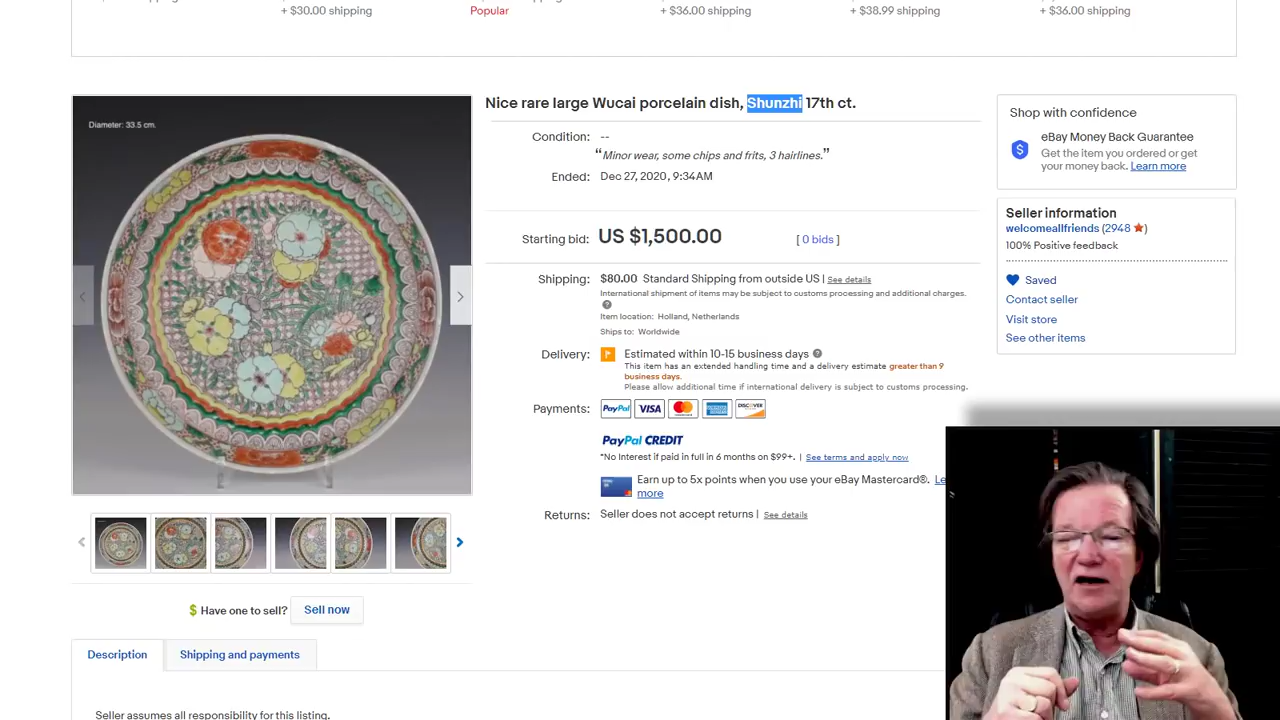 + $30.00 shipping
Popular
+ $36.00 shipping
+ $38.99 shipping
+ $36.00 shipping
Diameter: 33.5 cm.
Nice rare large Wucai porcelain dish, Shunzhi 17th ct.
Condition: --
“Minor wear, some chips and frits, 3 hairlines.”
Ended: Dec 27, 2020 , 9:34AM
Starting bid: US $1,500.00 [ 0 bids ]
Shipping: $80.00 Standard Shipping from outside US | See details
International shipment of items may be subject to customs processing and additional charges.
Item location: Holland, Netherlands
Ships to: Worldwide
Delivery: Estimated within 10-15 business days
This item has an extended handling time and a delivery estimate greater than 9
business days.
Please allow additional time if international delivery is subject to customs processing.
Payments: PayPal VISA
PayPal CREDIT
*No Interest if paid in full in 6 months on $99+. | See terms and apply now
Earn up to 5x points when you use your eBay Mastercard®. Le
more
Returns: Seller does not accept returns | See details
Shop with confidence
eBay Money Back Guarantee
Get the item you ordered or get
your money back. Learn more
Seller information
welcomeallfriends (2948 )
100% Positive feedback
Saved
Contact seller
Visit store
See other items
$ Have one to sell? Sell now
Description
Shipping and payments
Seller assumes all responsibility for this listing.